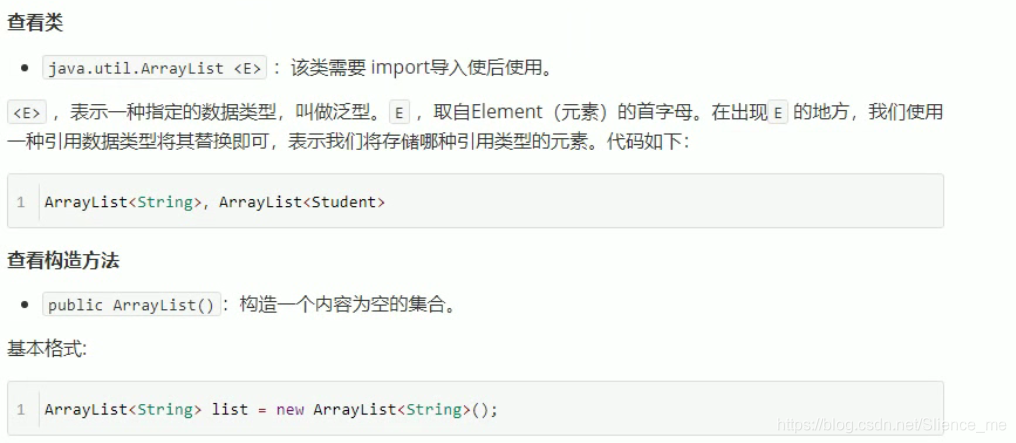 查看类
• java.util.ArrayList <E> ：该类需要 import导入使后使用。
<E> ，表示一种指定的数据类型，叫做泛型。 E ，取自Element（元素）的首字母。在出现 E 的地方，我们使用
一种引用数据类型将其替换即可，表示我们将存储哪种引用类型的元素。代码如下：
1 ArrayList<String>, ArrayList<Student>
查看构造方法
• public ArrayList() ：构造一个内容为空的集合。
基本格式:
1 ArrayList<String> list = new ArrayList<String>();
https://blog.csdn.net/Slience_me